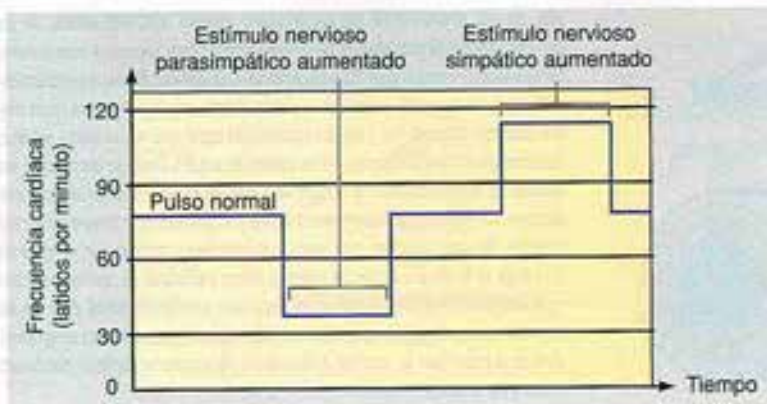 Estímulo nervioso
parasimpático aumentado
Estímulo nervioso
simpático aumentado
Frecuencia cardíaca
(latidos por minuto)
120
90
Pulso normal
60
30
0
Tiempo